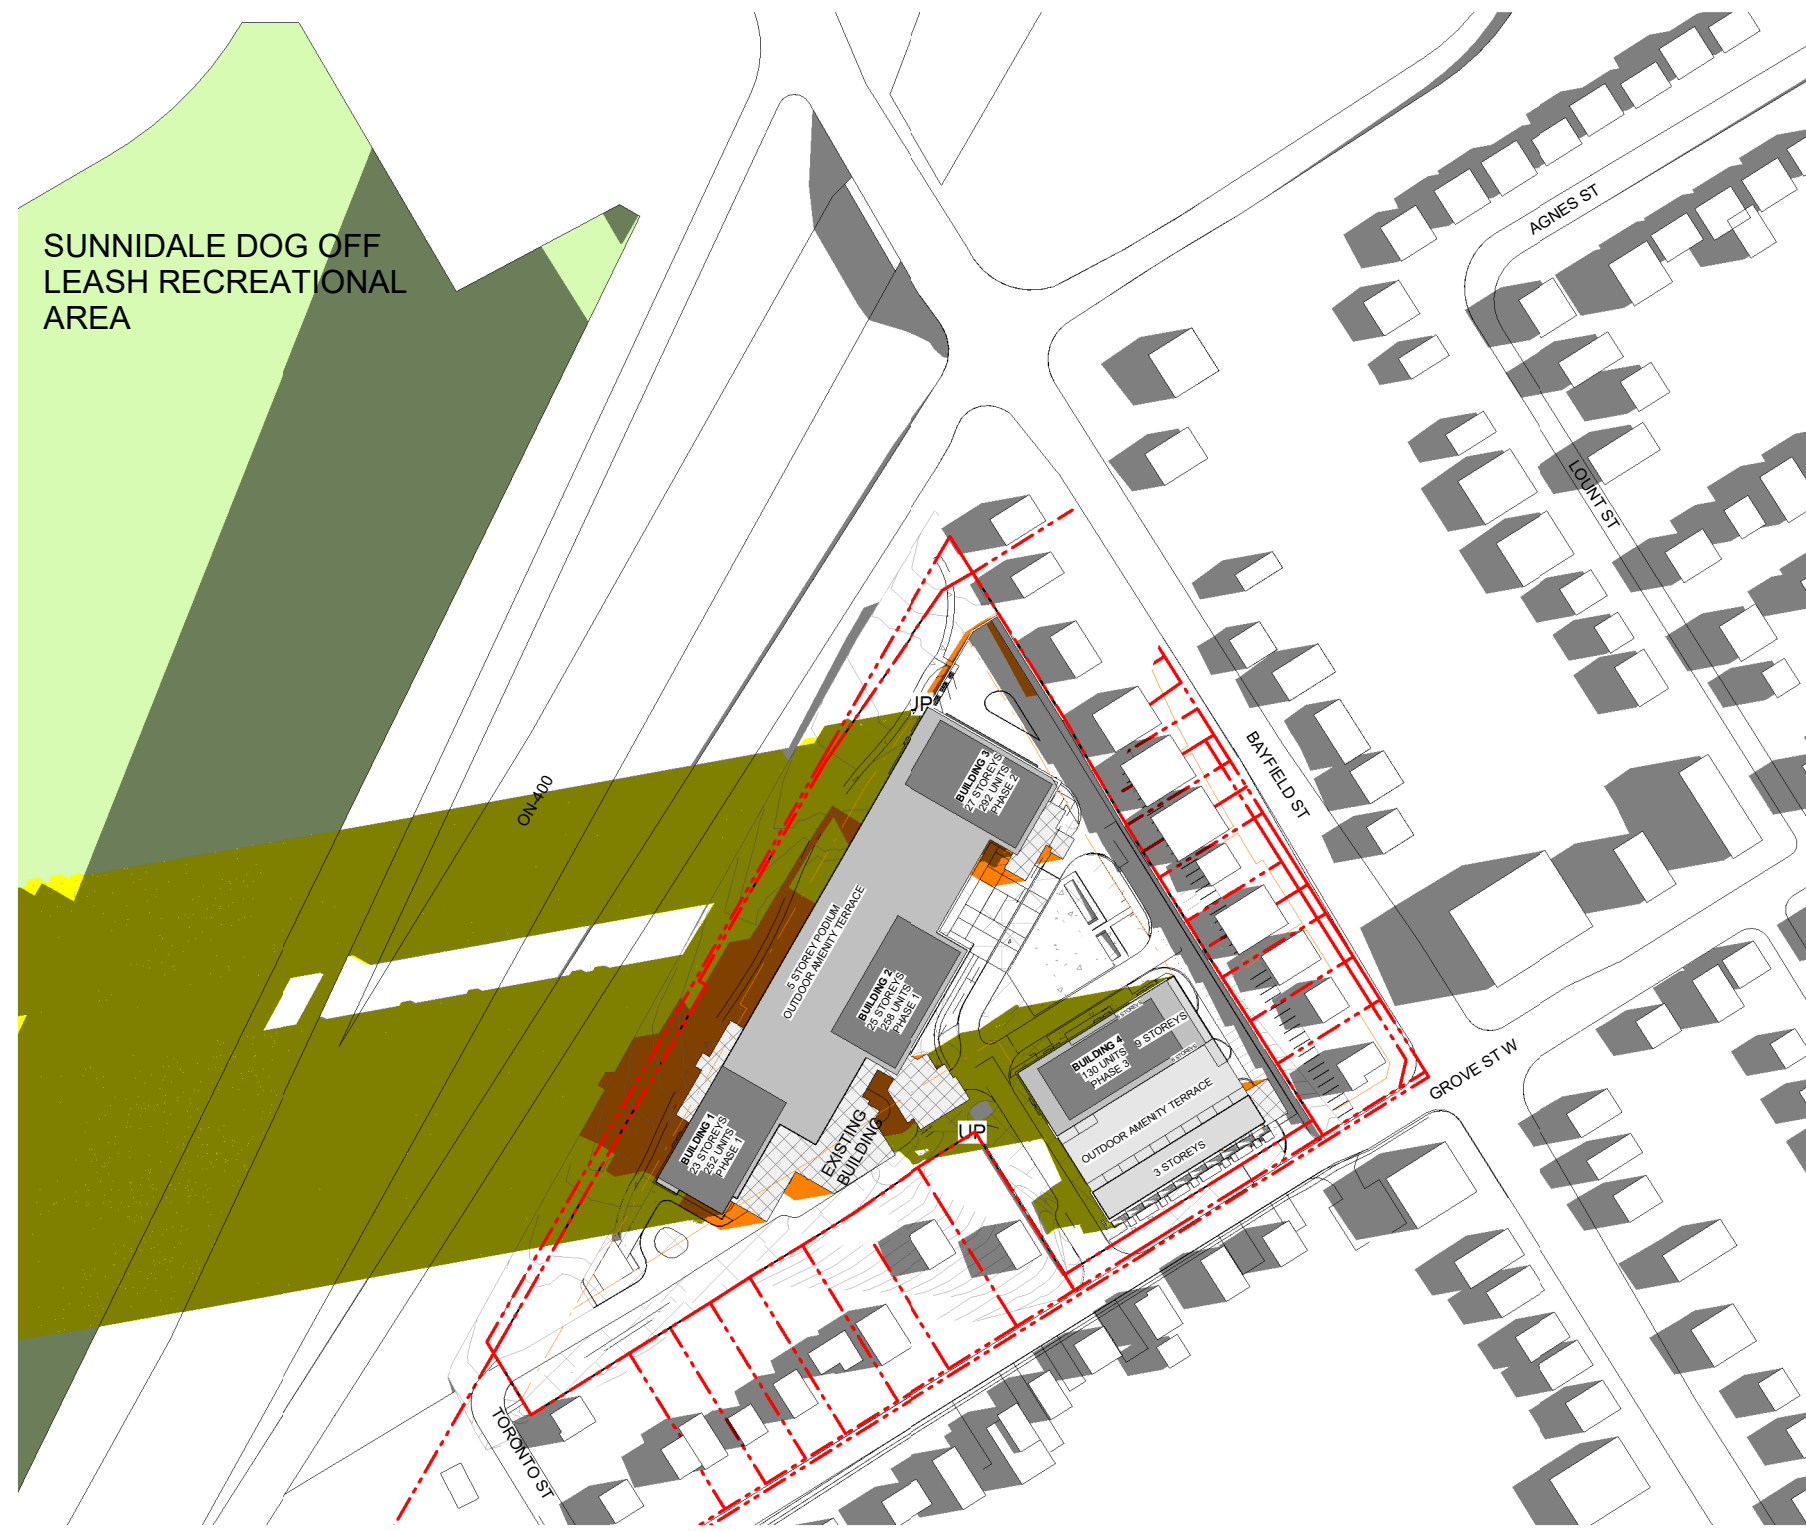 SUNNIDALE DOG OFF
LEASH RECREATIONAL
AREA
AGNES ST
LOUNT ST
BAYFIELD ST
GROVE ST W
TORONTO ST
ON-400
UP
BUILDING 3
27 STOREYS
292 UNITS
PHASE 2
5 STOREY PODIUM
OUTDOOR AMENITY TERRACE
BUILDING 2
25 STOREYS
258 UNITS
PHASE 1
BUILDING 1
23 STOREYS
252 UNITS
PHASE 1
EXISTING
BUILDING
UP
BUILDING 4
130 UNITS
PHASE 3
9 STOREYS
OUTDOOR AMENITY TERRACE
3 STOREYS